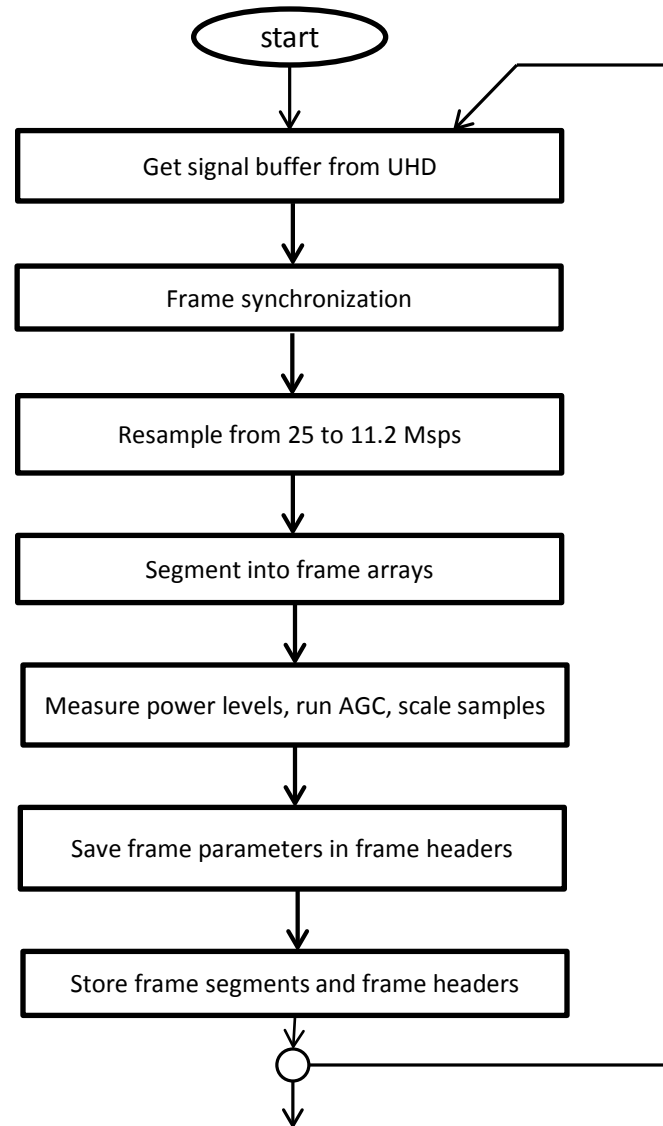 start
Get signal buffer from UHD
Frame synchronization
Resample from 25 to 11.2 Msps
Segment into frame arrays
Measure power levels, run AGC, scale samples
Save frame parameters in frame headers
Store frame segments and frame headers